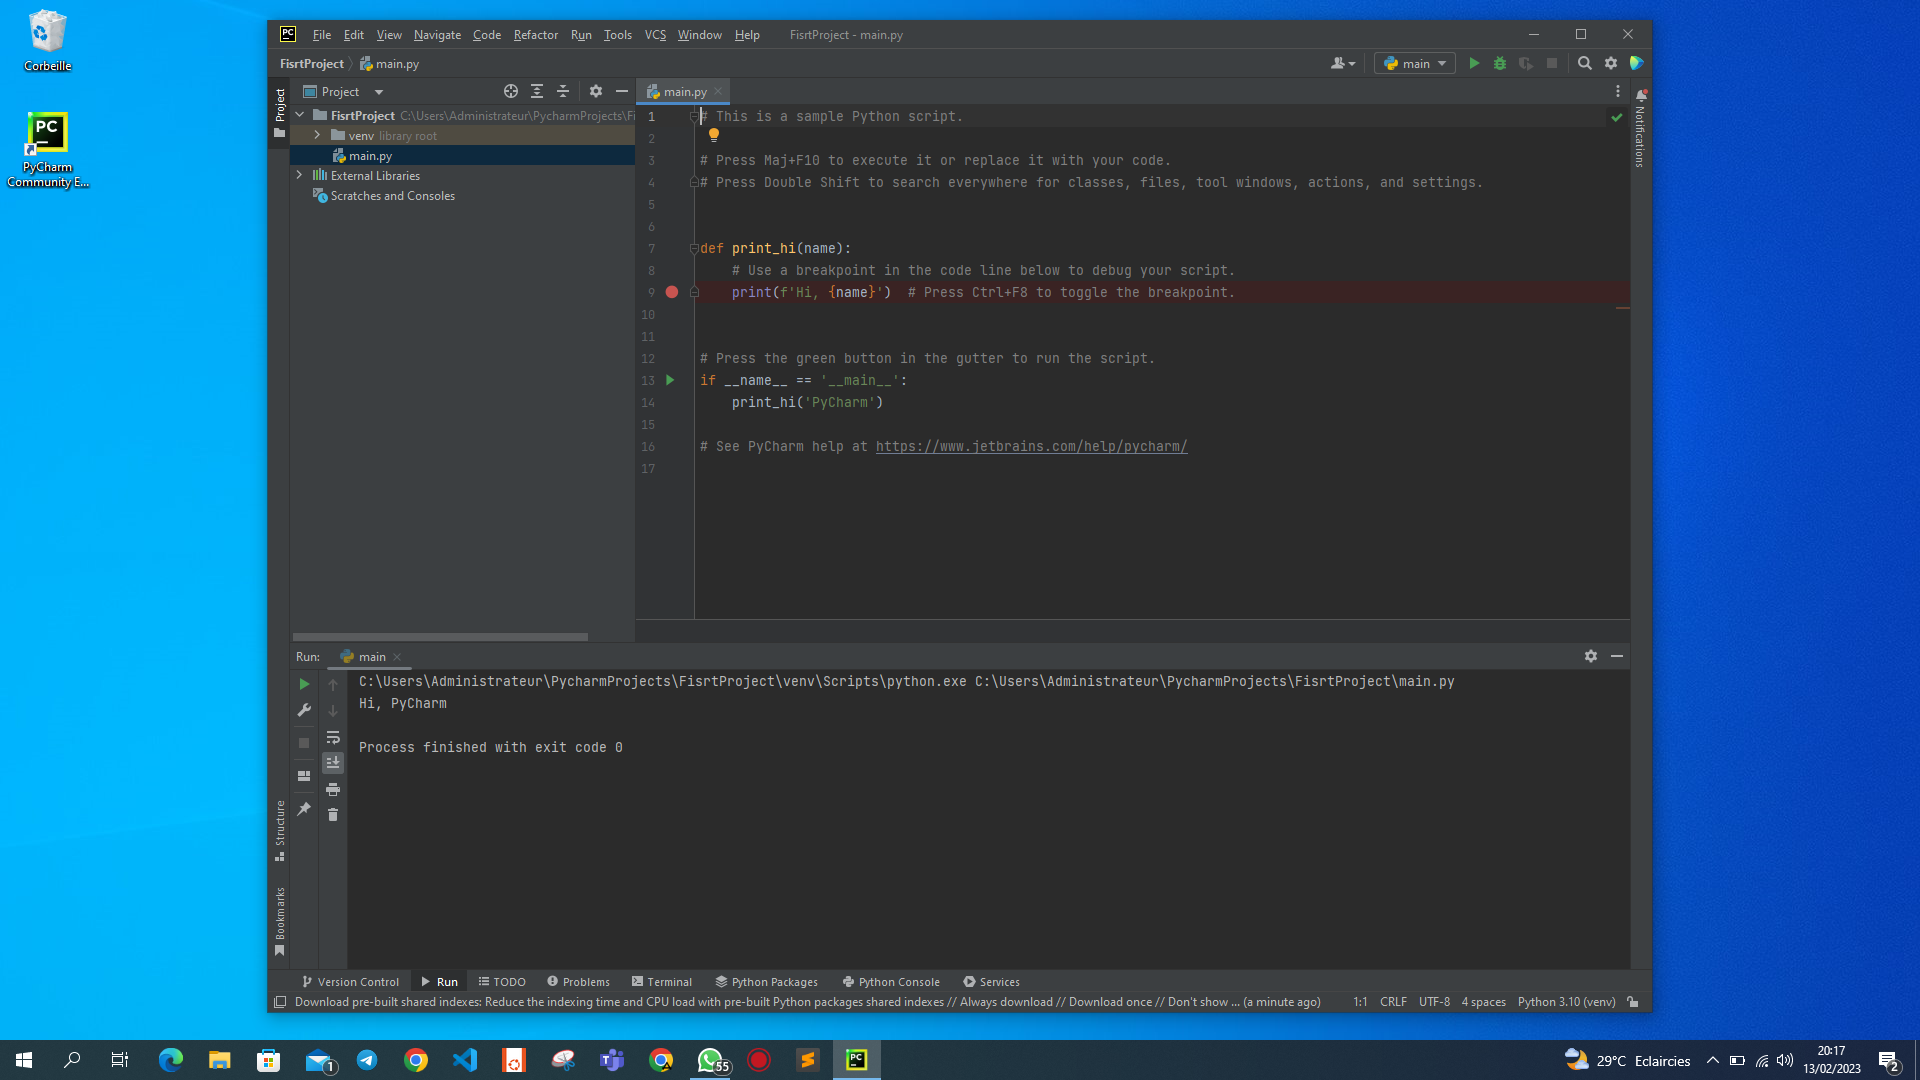 Corbeille
PC
PyCharm
Community E...
PC
File Edit View Navigate Code Refactor Run Tools VCS Window Help FisrtProject - main.py
FisrtProject main.py
main
Project
Project
FisrtProject C:\Users\Administrateur\PycharmProjects\Fi
venv library root
main.py
External Libraries
Scratches and Consoles
main.py
1 # This is a sample Python script.
2
3 # Press Maj+F10 to execute it or replace it with your code.
4 # Press Double Shift to search everywhere for classes, files, tool windows, actions, and settings.
5
6
7 def print_hi(name):
8 # Use a breakpoint in the code line below to debug your script.
9 print(f'Hi, {name}') # Press Ctrl+F8 to toggle the breakpoint.
10
11
12 # Press the green button in the gutter to run the script.
13 if __name__ == '__main__':
14 print_hi('PyCharm')
15
16 # See PyCharm help at https://www.jetbrains.com/help/pycharm/
17
Notifications
Run: main
C:\Users\Administrateur\PycharmProjects\FisrtProject\venv\Scripts\python.exe C:\Users\Administrateur\PycharmProjects\FisrtProject\main.py
Hi, PyCharm
Process finished with exit code 0
Structure
Bookmarks
Version Control Run TODO Problems Terminal Python Packages Python Console Services
Download pre-built shared indexes: Reduce the indexing time and CPU load with pre-built Python packages shared indexes // Always download // Download once // Don't show ... (a minute ago) 1:1 CRLF UTF-8 4 spaces Python 3.10 (venv)
1
55
PC
29°C Eclaircies
20:17
13/02/2023
2